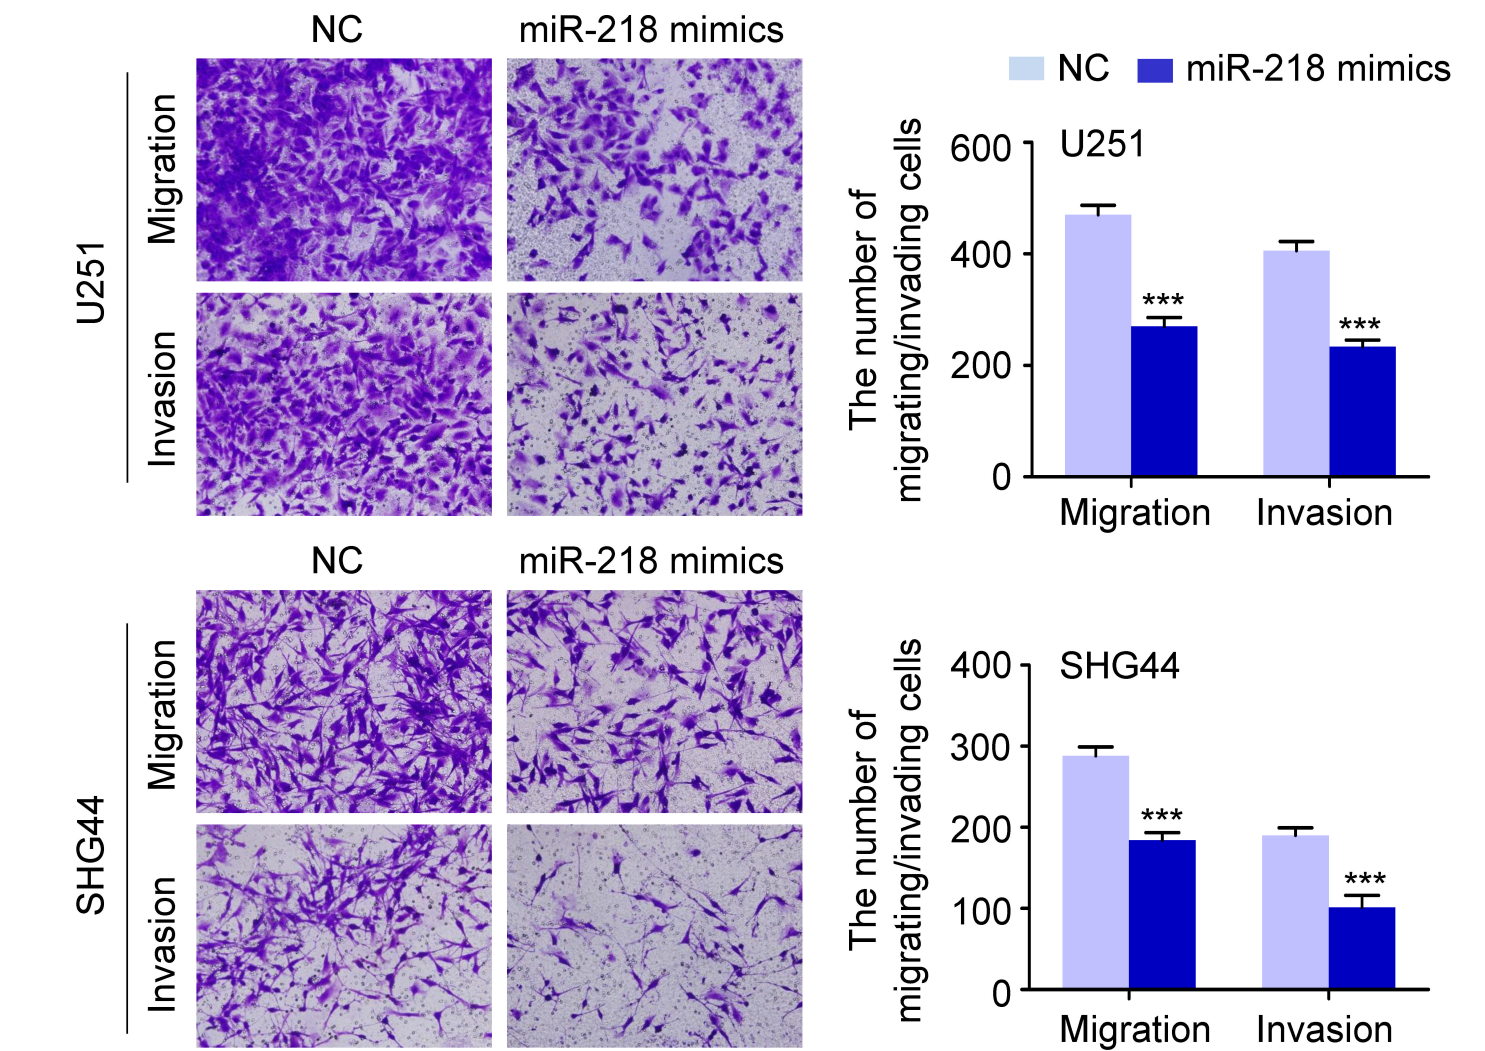 NC miR-218 mimics
U251
Migration
Invasion
NC miR-218 mimics
SHG44
Migration
Invasion
NC miR-218 mimics
U251
The number of
migrating/invading cells
600
400
200
0
***
***
Migration Invasion
SHG44
The number of
migrating/invading cells
400
300
200
100
0
***
***
Migration Invasion